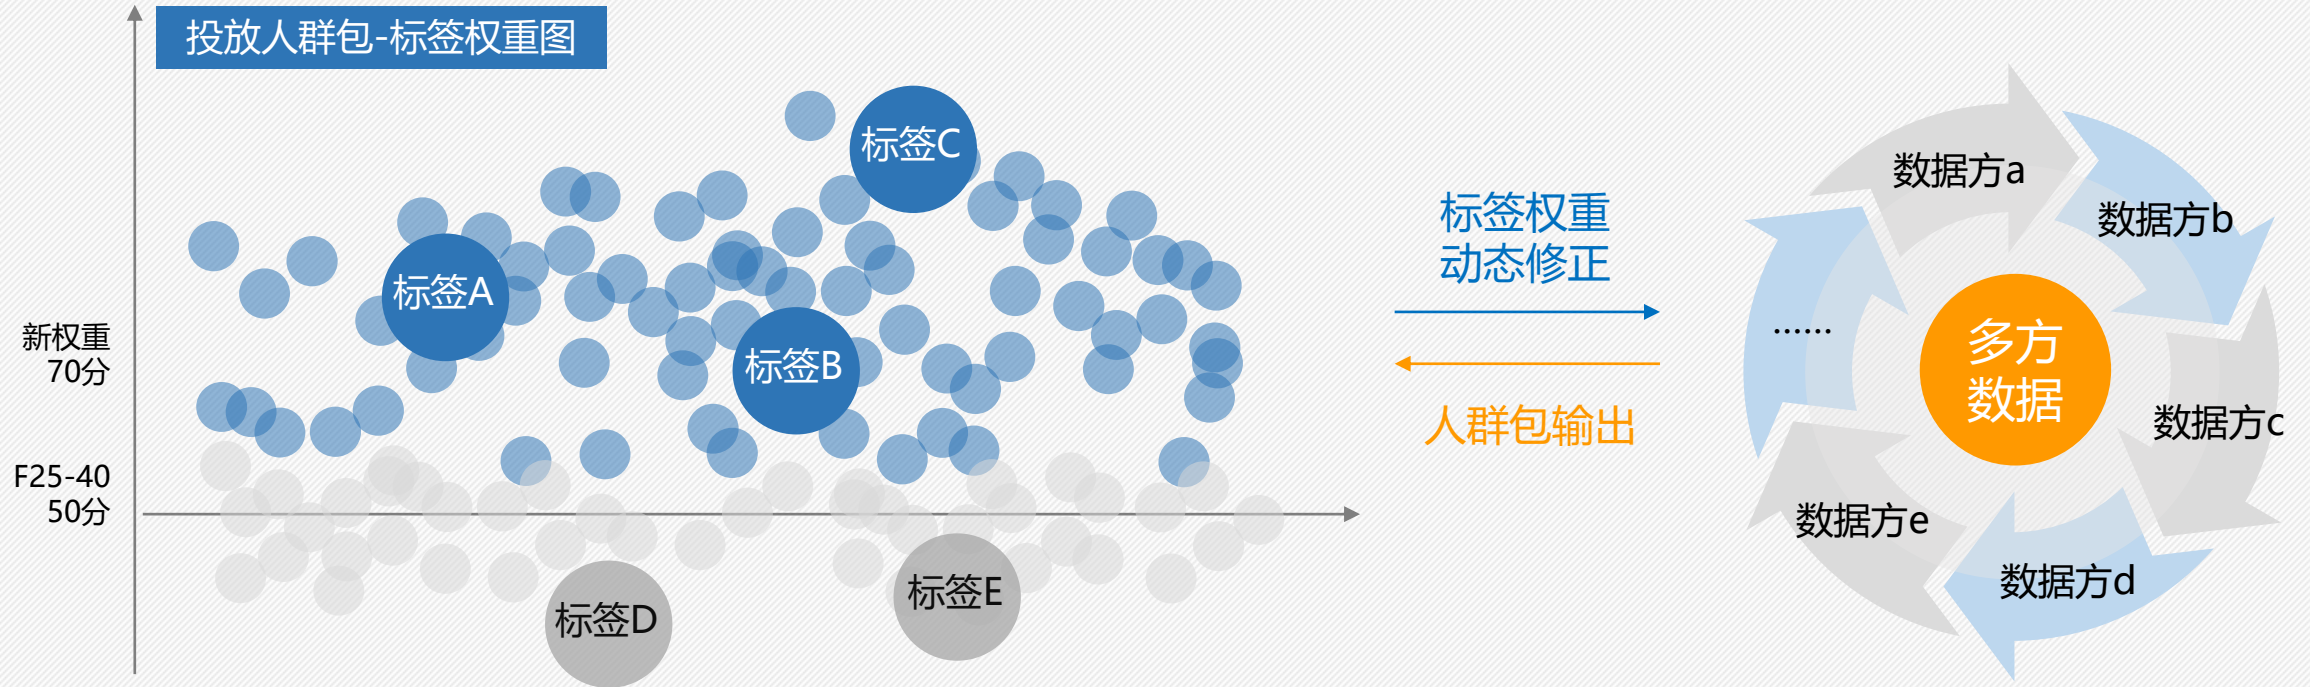 投放人群包-标签权重图
标签C
标签A
标签B
新权重
70分
F25-40
50分
标签D
标签E
标签权重
动态修正
人群包输出
数据方a
数据方b
数据方c
数据方d
数据方e
......
多方
数据